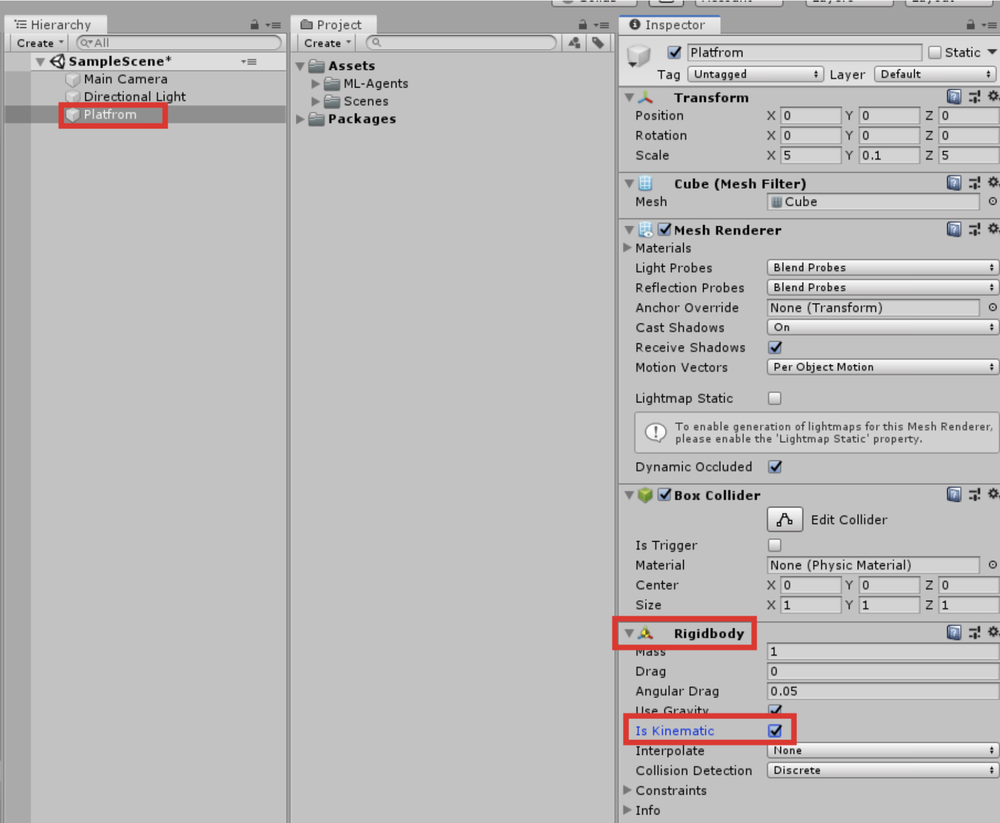 Hierarchy
Create
All
SampleScene*
Main Camera
Directional Light
Platfrom
Project
Create
Assets
ML-Agents
Scenes
Packages
Inspector
Platfrom
Static
Tag Untagged Layer Default
Transform
Position X 0 Y 0 Z 0
Rotation X 0 Y 0 Z 0
Scale X 5 Y 0.1 Z 5
Cube (Mesh Filter)
Mesh Cube
Mesh Renderer
Materials
Light Probes Blend Probes
Reflection Probes Blend Probes
Anchor Override None (Transform)
Cast Shadows On
Receive Shadows
Motion Vectors Per Object Motion
Lightmap Static
To enable generation of lightmaps for this Mesh Renderer,
please enable the 'Lightmap Static' property.
Dynamic Occluded
Box Collider
Edit Collider
Is Trigger
Material None (Physic Material)
Center X 0 Y 0 Z 0
Size X 1 Y 1 Z 1
Rigidbody
Mass 1
Drag 0
Angular Drag 0.05
Use Gravity
Is Kinematic
Interpolate None
Collision Detection Discrete
Constraints
Info